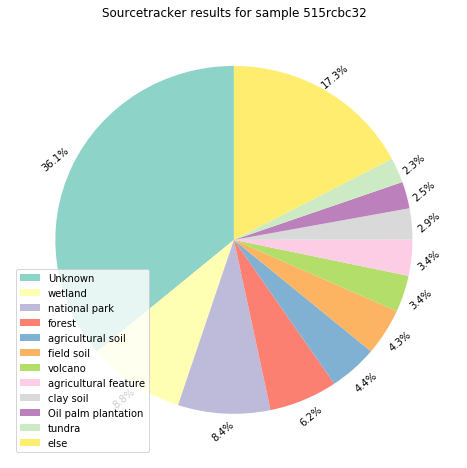 Sourcetracker results for sample 515rcbc32
17.3%
36.1%
2.3%
2.5%
2.9%
3.4%
3.4%
4.3%
4.4%
6.2%
8.4%
8.8%
Unknown
wetland
national park
forest
agricultural soil
field soil
volcano
agricultural feature
clay soil
Oil palm plantation
tundra
else